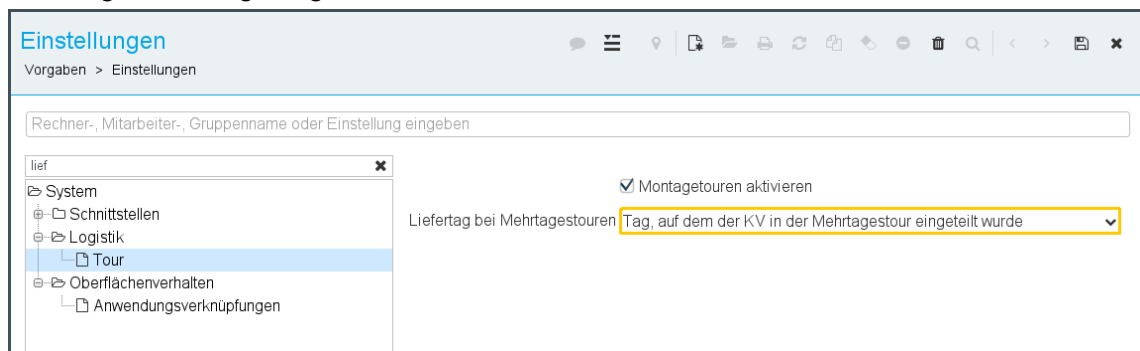 Einstellungen
Vorgaben > Einstellungen
Rechner-, Mitarbeiter-, Gruppenname oder Einstellung eingeben
lief
System
Schnittstellen
Logistik
Tour
Oberflächenverhalten
Anwendungsverknüpfungen
Montagetouren aktivieren
Liefertag bei Mehrtagestouren Tag, auf dem der KV in der Mehrtagestour eingeteilt wurde